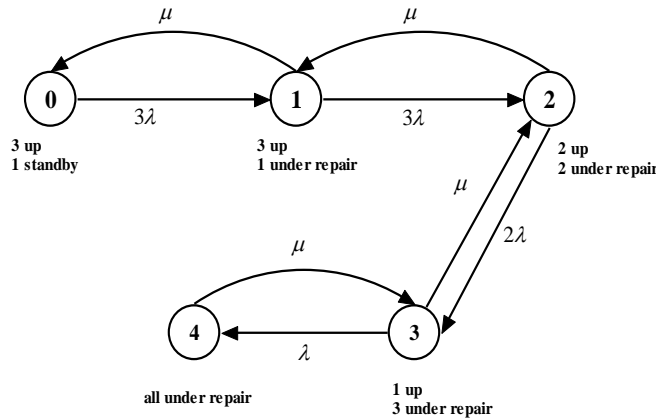 μ
μ
0
1
2
3λ
3λ
3 up
1 standby
3 up
1 under repair
2 up
2 under repair
μ
2λ
μ
4
3
λ
all under repair
1 up
3 under repair